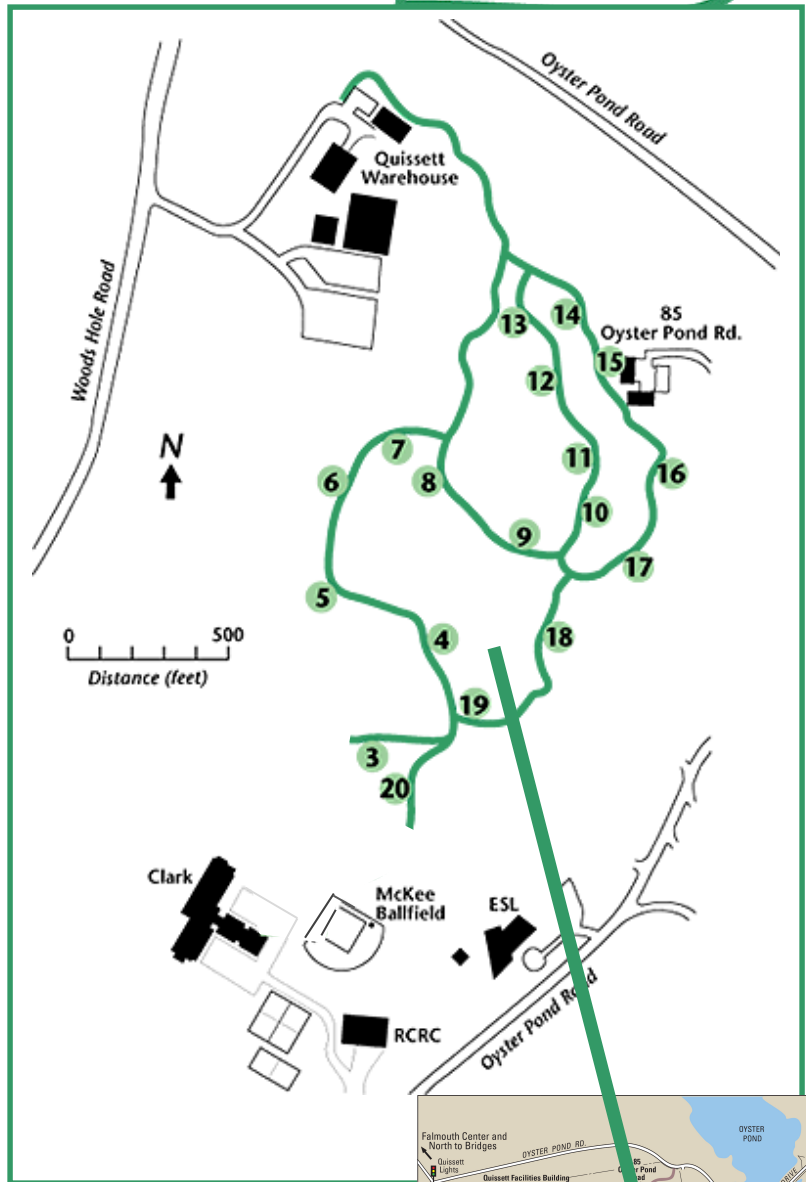 Oyster Pond Road
Quissett
Warehouse
Woods Hole Road
85
Oyster Pond Rd.
13
14
15
12
N
7
11
6
8
16
10
9
17
5
0
500
Distance (feet)
4
18
19
3
20
Clark
McKee
Ballfield
ESL
RCRC
Oyster Pond Road
Falmouth Center and
North to Bridges
OYSTER POND RD.
OYSTER
POND
Quissett
Lights
85
Quissett Facilities Building
DRIVE